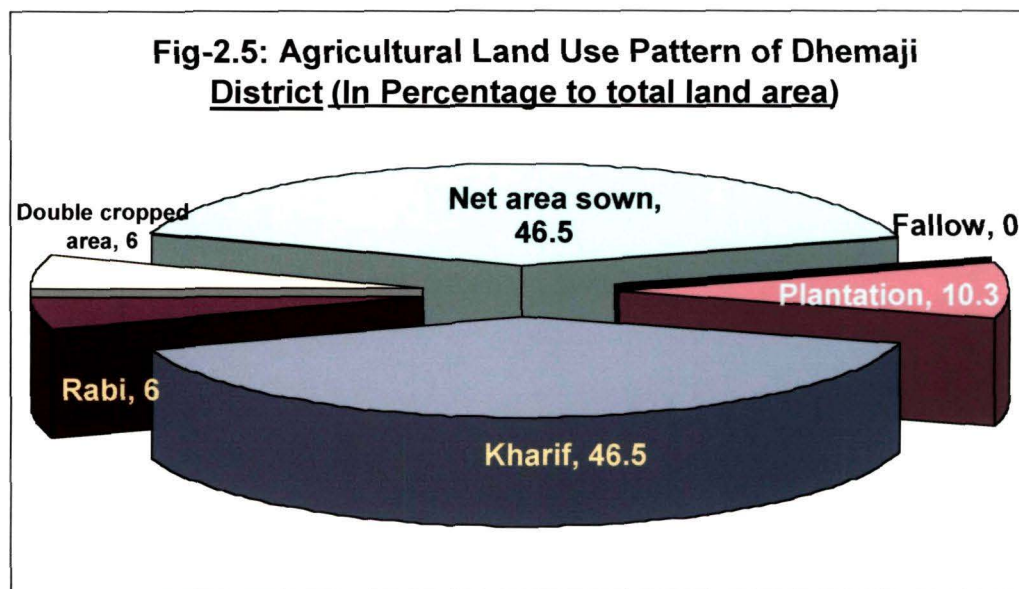 Fig-2.5: Agricultural Land Use Pattern of Dhemaji
District (In Percentage to total land area)
Double cropped
area, 6
Net area sown,
46.5
Fallow, 0
Plantation, 10.3
Rabi, 6
Kharif, 46.5